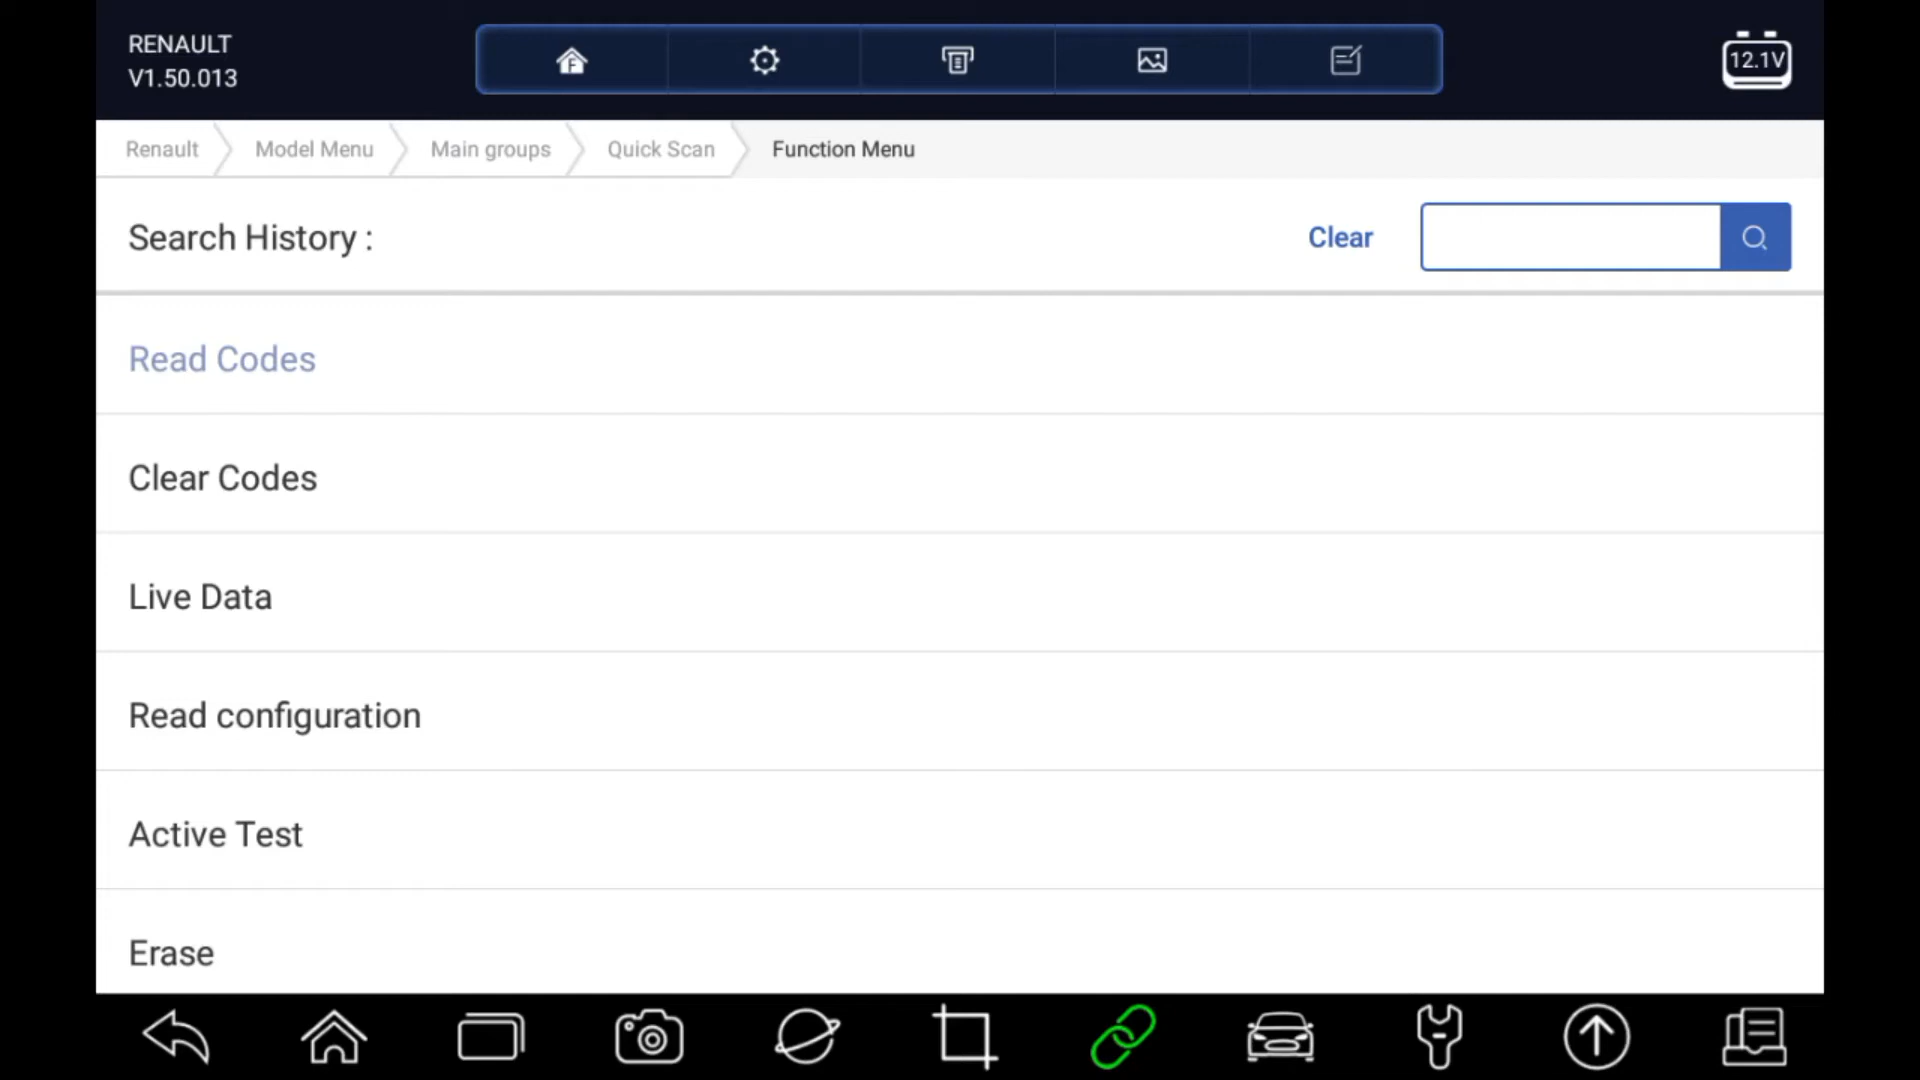 RENAULT
V1.50.013
12.1V
Renault
Model Menu
Main groups
Quick Scan
Function Menu
Search History :
Clear
Read Codes
Clear Codes
Live Data
Read configuration
Active Test
Erase